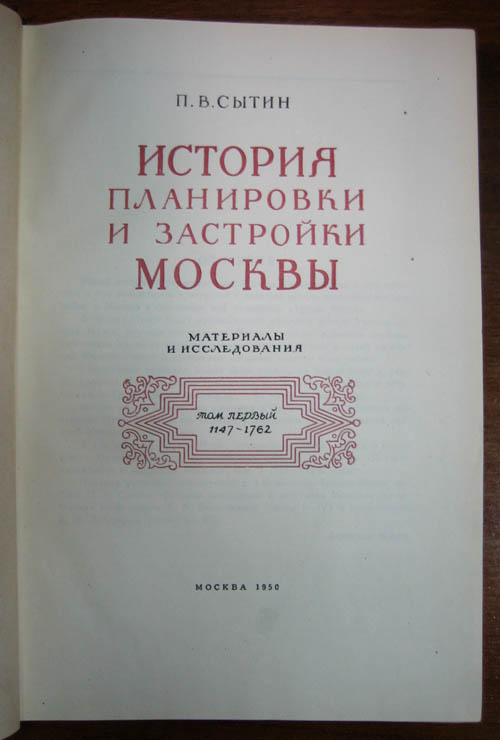 П. В. СЫТИН
ИСТОРИЯ
ПЛАНИРОВКИ
И ЗАСТРОЙКИ
МОСКВЫ
МАТЕРИАЛЫ
И ИССЛЕДОВАНИЯ
ТОМ ПЕРВЫЙ
1147-1762
МОСКВА 1950